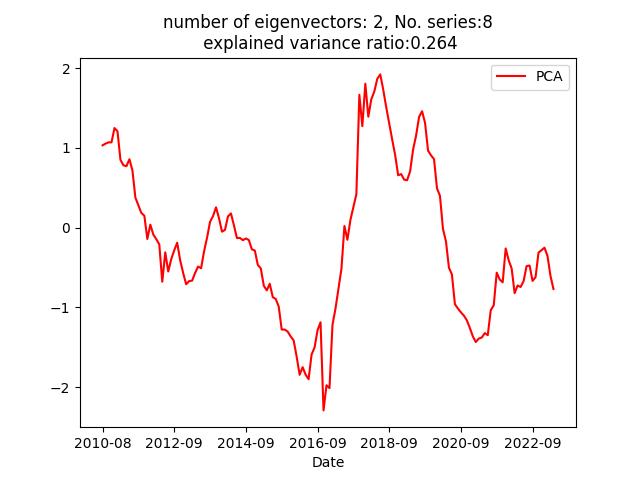 number of eigenvectors: 2, No. series:8
explained variance ratio:0.264
PCA
2
1
0
−1
−2
2010-08 2012-09 2014-09 2016-09 2018-09 2020-09 2022-09
Date